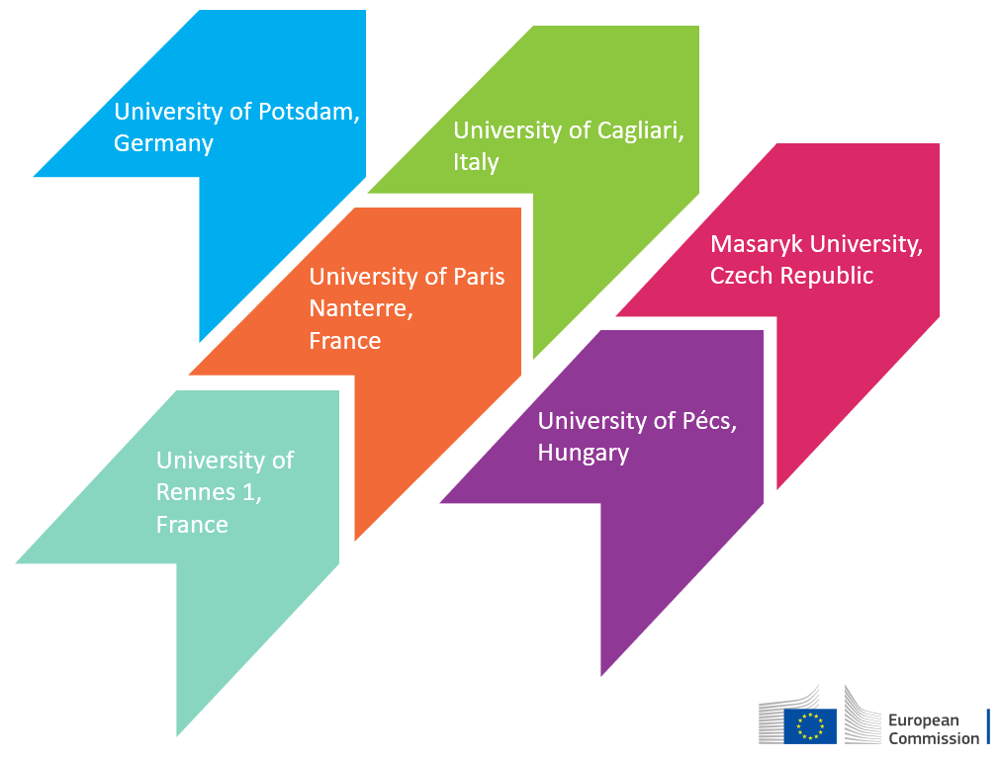 University of Potsdam,
Germany
University of Cagliari,
Italy
Masaryk University,
Czech Republic
University of Paris
Nanterre,
France
University of Pécs,
Hungary
University of
Rennes 1,
France
European
Commission